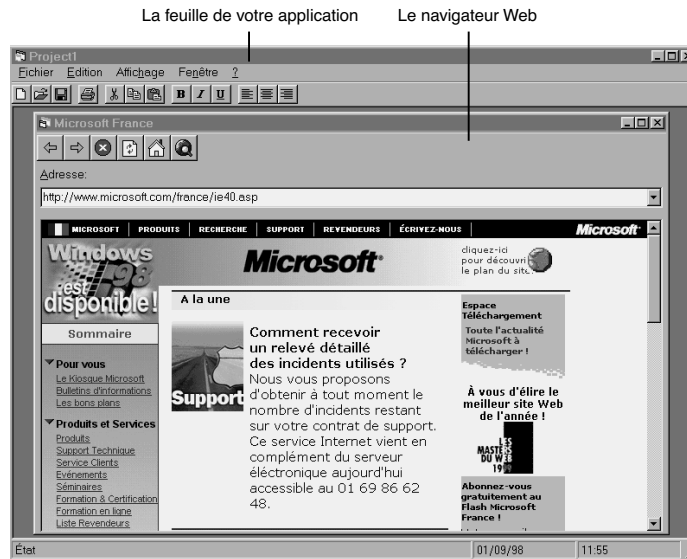 La feuille de votre application
Le navigateur Web
Project1
Fichier Edition Affichage Fenêtre ?
B I U
Microsoft France
Adresse:
http://www.microsoft.com/france/ie40.asp
MICROSOFT PRODUITS RECHERCHE SUPPORT REVENDEURS ÉCRIVEZ-NOUS Microsoft
Windows 98
est
disponible!
Microsoft
cliquez-ici
pour découvrir
le plan du site
Sommaire
Pour vous
Le Kiosque Microsoft
Bulletins d'informations
Les bons plans
Produits et Services
Produits
Support Technique
Service Clients
Evénements
Séminaires
Formation & Certification
Formation en ligne
Liste Revendeurs
A la une
Support
Comment recevoir
un relevé détaillé
des incidents utilisés ?
Nous vous proposons
d'obtenir à tout moment le
nombre d'incidents restant
sur votre contrat de support.
Ce service Internet vient en
complément du serveur
éléctronique aujourd'hui
accessible au 01 69 86 62
48.
Espace
Téléchargement
Toute l'actualité
Microsoft à
télécharger !
À vous d'élire le
meilleur site Web
de l'année !
LES
MASTERS
DU WEB
Abonnez-vous
gratuitement au
Flash Microsoft
France !
État
01/09/98
11:55